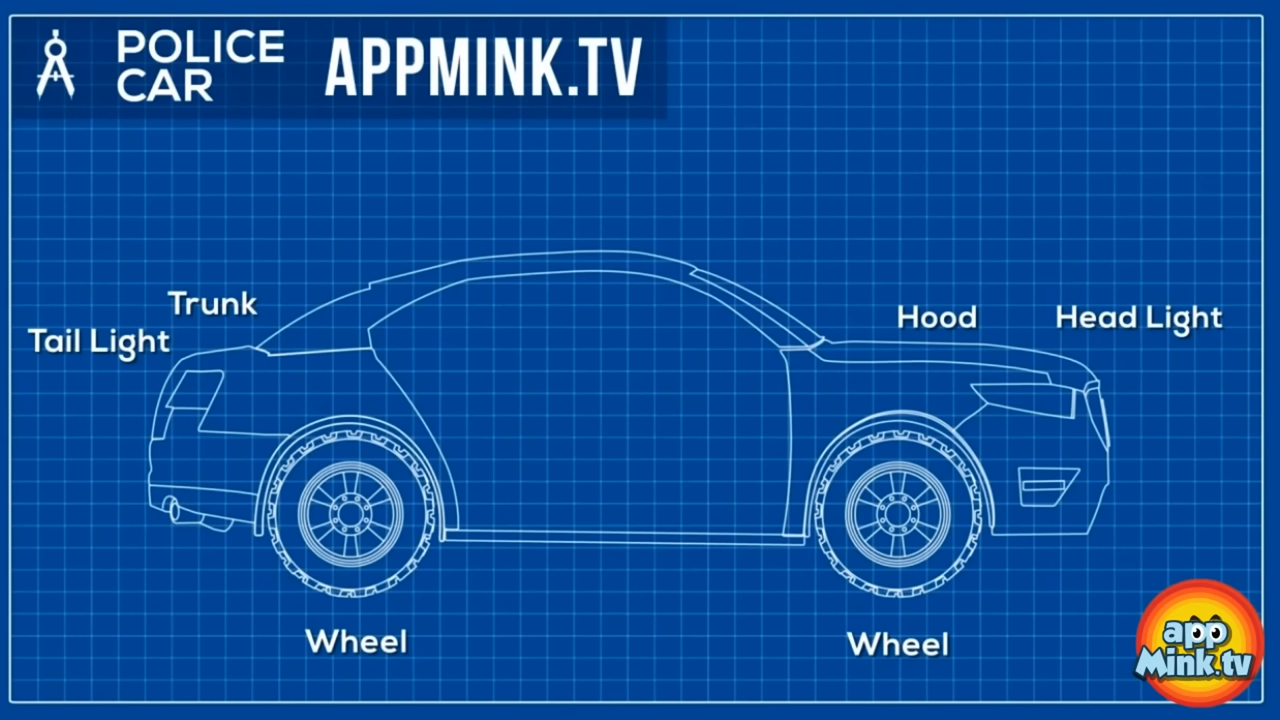 POLICE
CAR
APPMINK.TV
Trunk
Tail Light
Hood
Head Light
Wheel
Wheel
app
Mink.tv